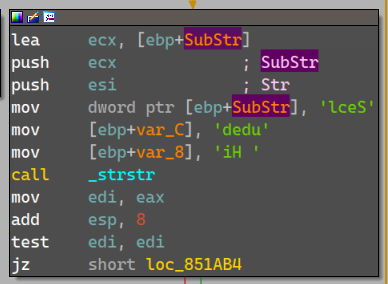 lea ecx, [ebp+SubStr]
push ecx ; SubStr
push esi ; Str
mov dword ptr [ebp+SubStr], 'lceS'
mov [ebp+var_C], 'dedu'
mov [ebp+var_8], 'iH '
call _strstr
mov edi, eax
add esp, 8
test edi, edi
jz short loc_851AB4